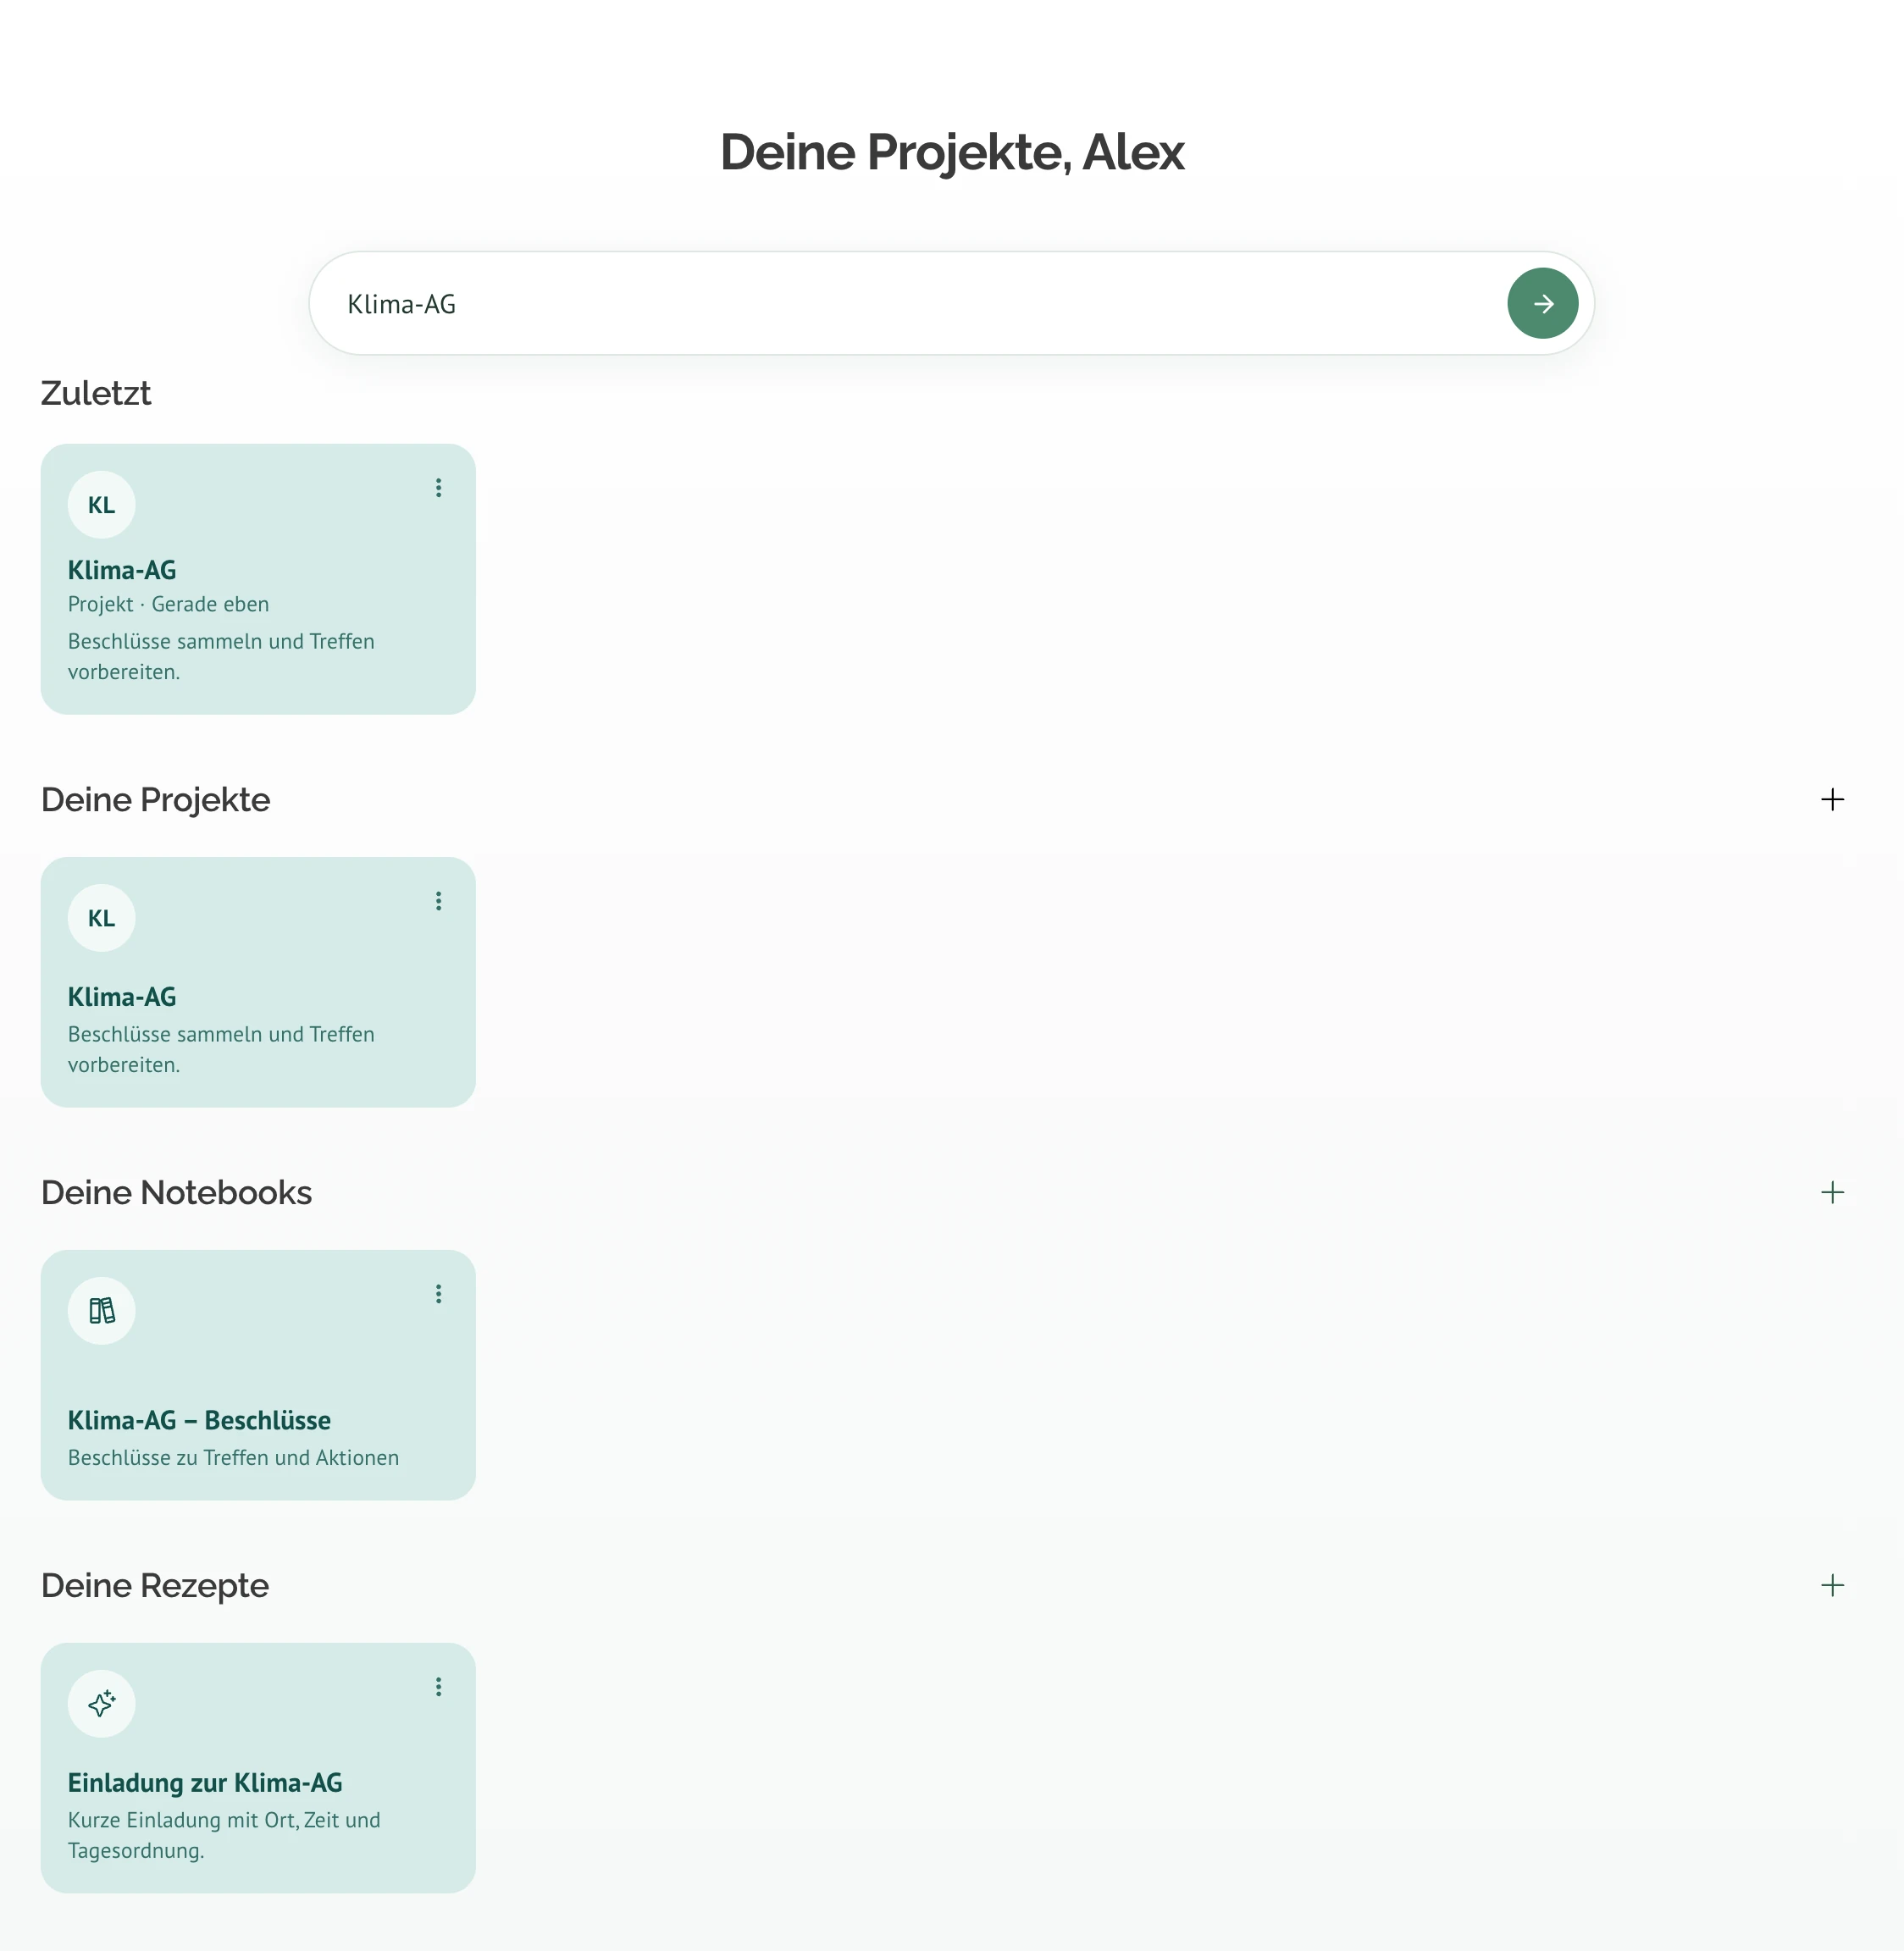 Deine Projekte, Alex
Klima-AG
Zuletzt
KL
Klima-AG
Projekt · Gerade eben
Beschlüsse sammeln und Treffen
vorbereiten.
Deine Projekte
KL
Klima-AG
Beschlüsse sammeln und Treffen
vorbereiten.
Deine Notebooks
Klima-AG – Beschlüsse
Beschlüsse zu Treffen und Aktionen
Deine Rezepte
Einladung zur Klima-AG
Kurze Einladung mit Ort, Zeit und
Tagesordnung.